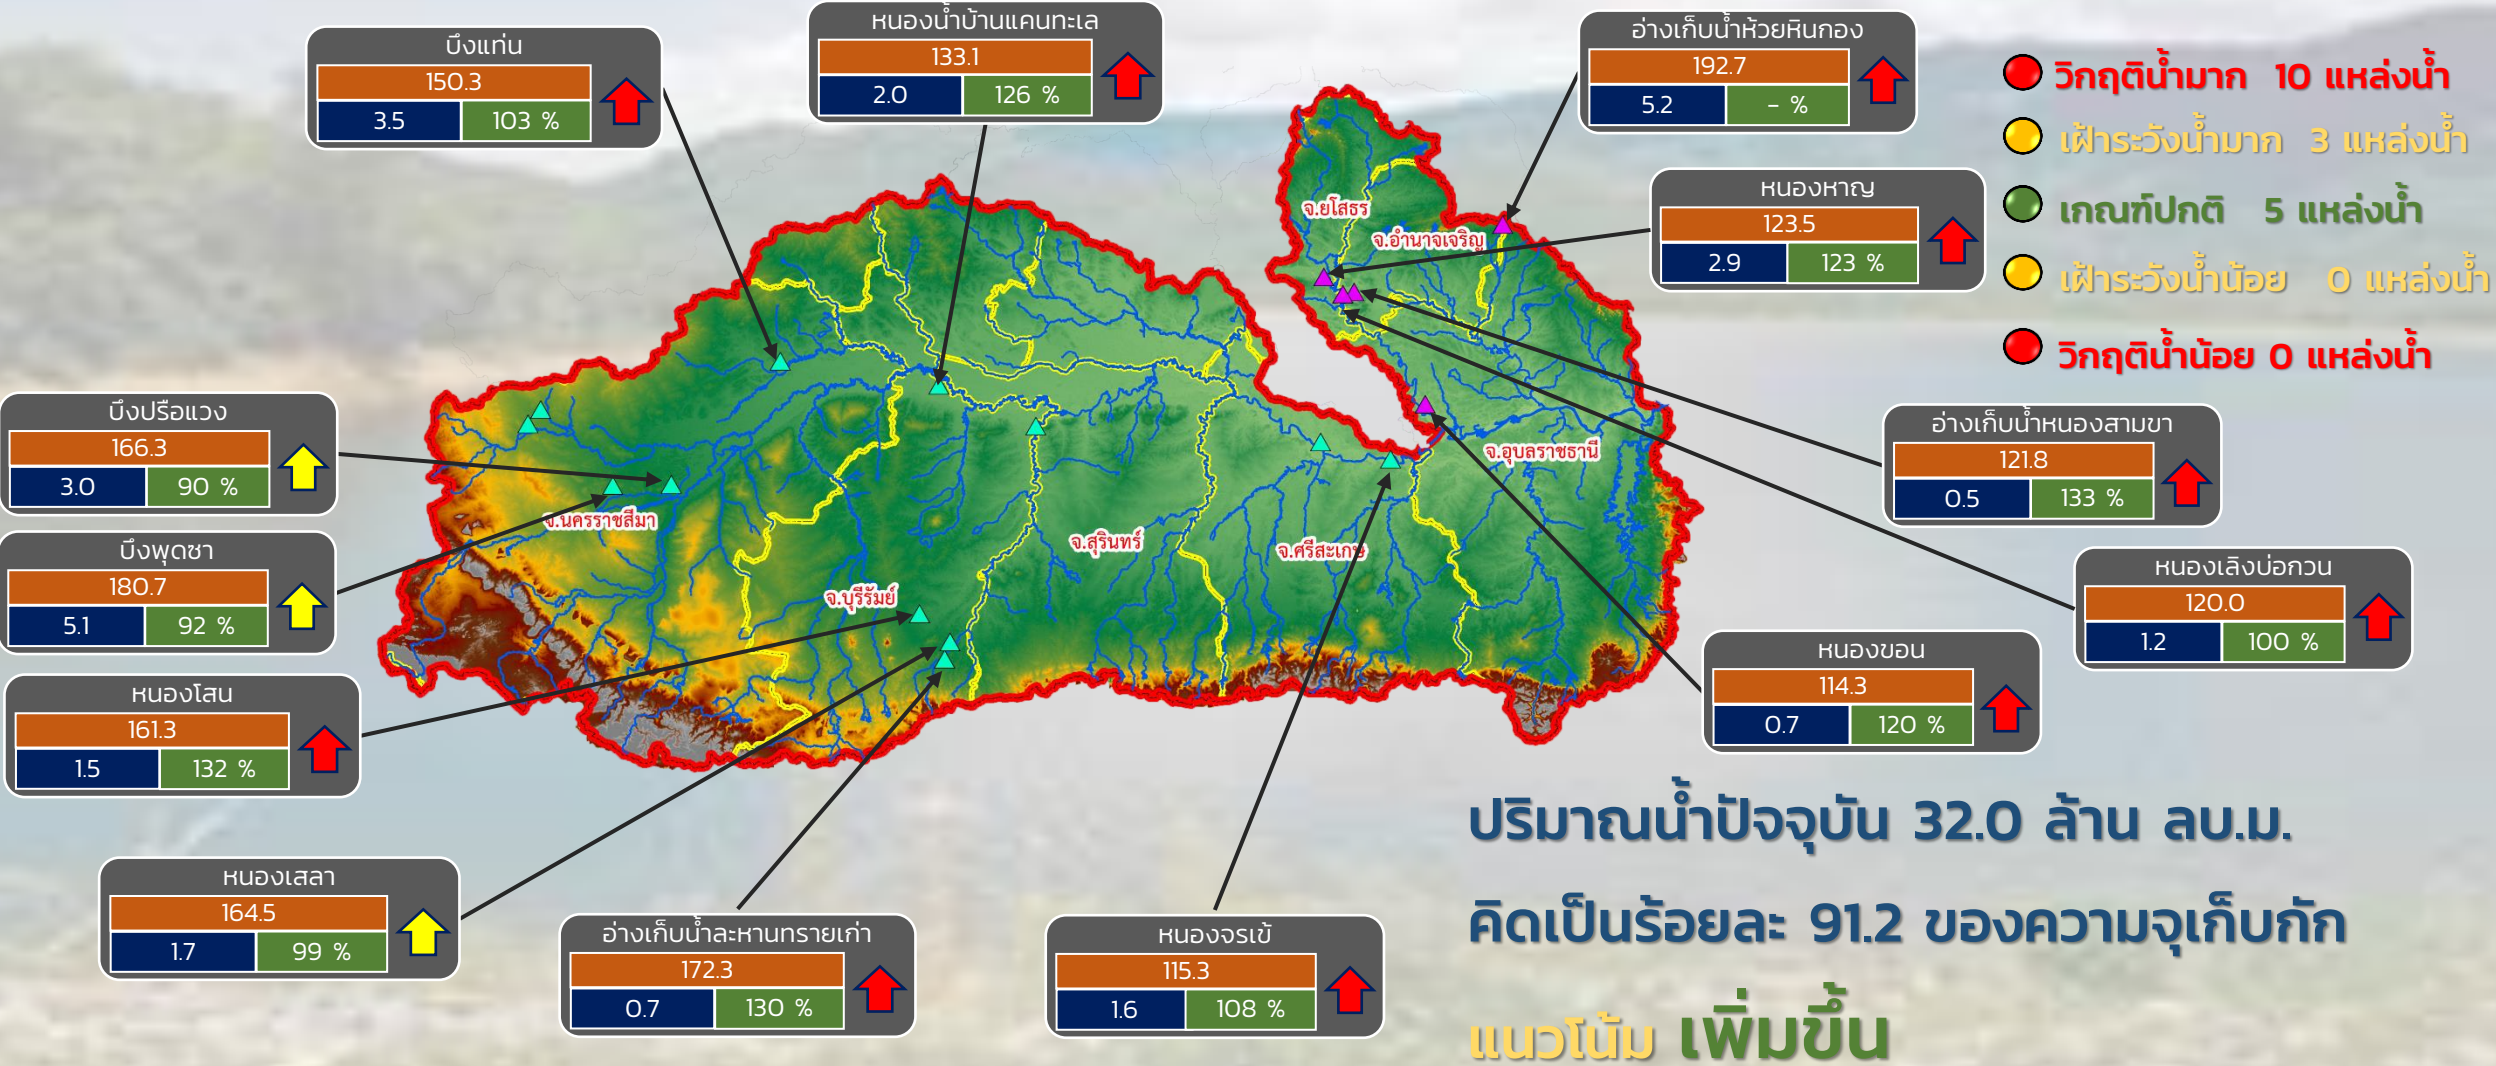 บึงแท่น
150.3
3.5 103 %
หนองน้ำบ้านแคนทะเล
133.1
2.0 126 %
อ่างเก็บน้ำห้วยหินกอง
192.7
5.2 - %
วิกฤติน้ำมาก 10 แหล่งน้ำ
เฝ้าระวังน้ำมาก 3 แหล่งน้ำ
เกณฑ์ปกติ 5 แหล่งน้ำ
เฝ้าระวังน้ำน้อย 0 แหล่งน้ำ
วิกฤติน้ำน้อย 0 แหล่งน้ำ
หนองหาญ
123.5
2.9 123 %
จ.ยโสธร
จ.อำนาจเจริญ
บึงปรือแวง
166.3
3.0 90 %
อ่างเก็บน้ำหนองสามขา
121.8
0.5 133 %
จ.อุบลราชธานี
จ.นครราชสีมา
จ.สุรินทร์
จ.ศรีสะเกษ
จ.บุรีรัมย์
บึงพุดซา
180.7
5.1 92 %
หนองเลิงบ่อกวน
120.0
1.2 100 %
หนองขอน
114.3
0.7 120 %
หนองโสน
161.3
1.5 132 %
หนองเสลา
164.5
1.7 99 %
อ่างเก็บน้ำละหานทรายเก่า
172.3
0.7 130 %
หนองจรเข้
115.3
1.6 108 %
ปริมาณน้ำปัจจุบัน 32.0 ล้าน ลบ.ม.
คิดเป็นร้อยละ 91.2 ของความจุเก็บกัก
แนวโน้ม เพิ่มขึ้น